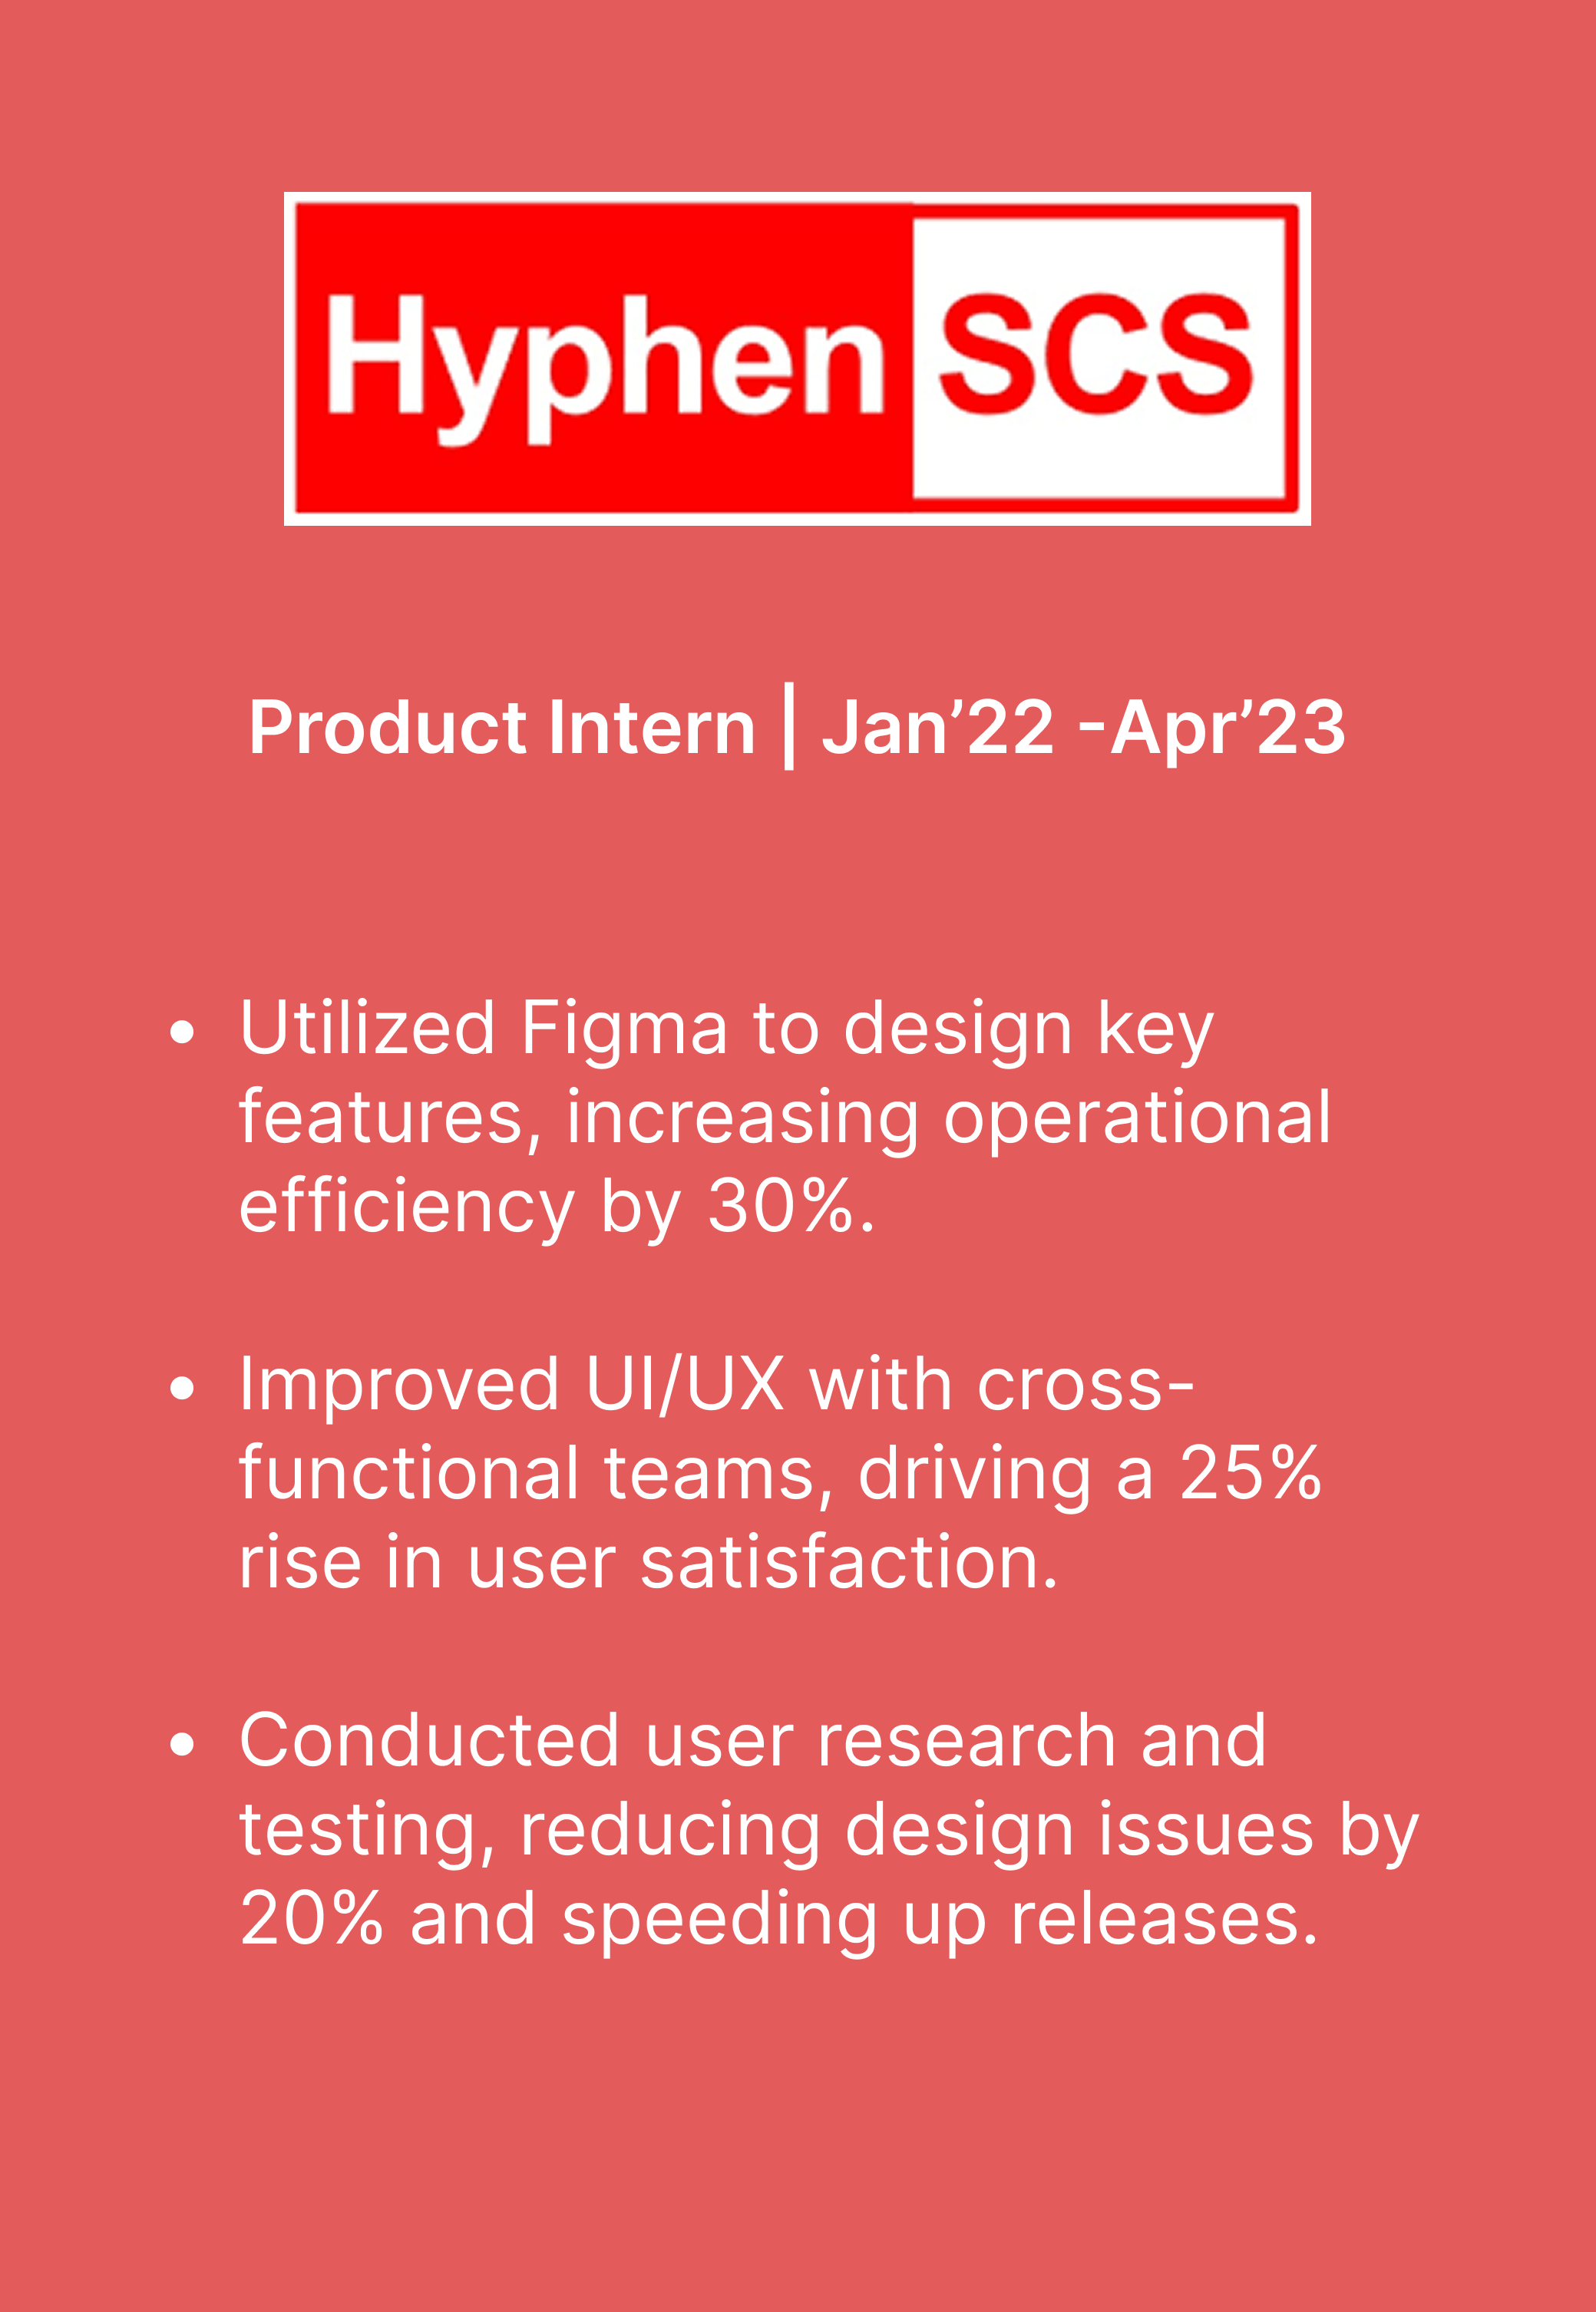 Hyphen SCS
Product Intern | Jan’22 -Apr’23
• Utilized Figma to design key
features, increasing operational
efficiency by 30%.
• Improved UI/UX with cross-
functional teams, driving a 25%
rise in user satisfaction.
• Conducted user research and
testing, reducing design issues by
20% and speeding up releases.